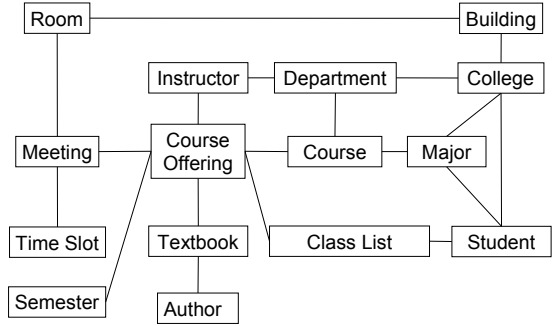 Room
Building
Instructor
Department
College
Meeting
Course
Offering
Course
Major
Time Slot
Textbook
Class List
Student
Semester
Author